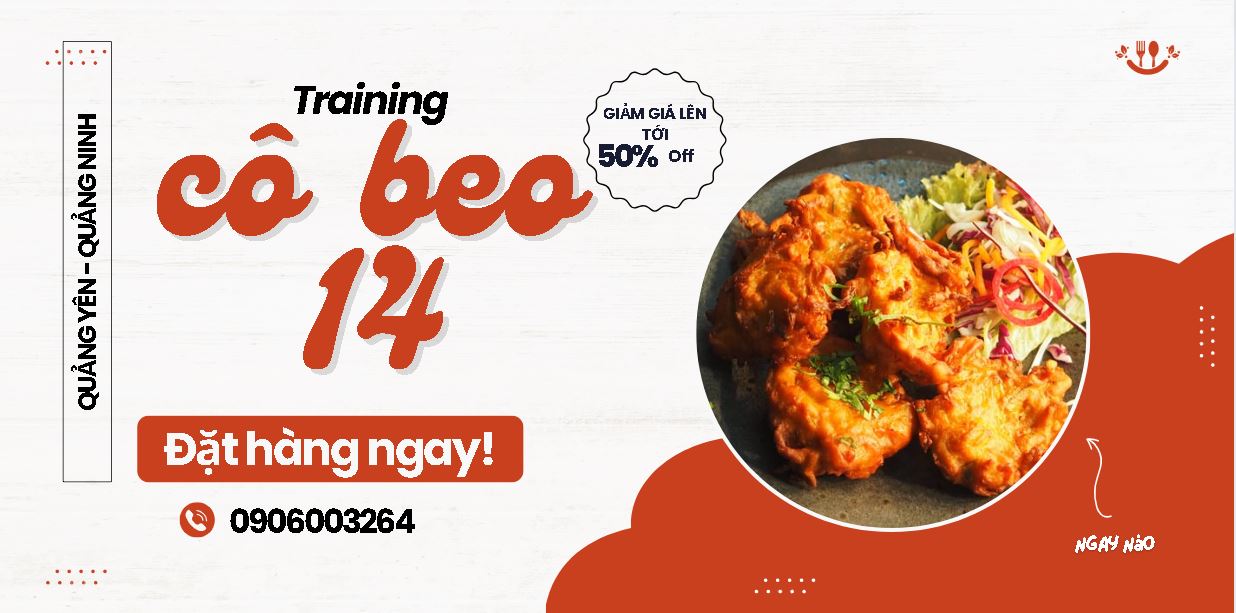 QUẢNG YÊN - QUẢNG NINH
Training
cô beo
14
GIẢM GIÁ LÊN
TỚI
50% Off
Đặt hàng ngay!
0906003264
NGAY NÀO